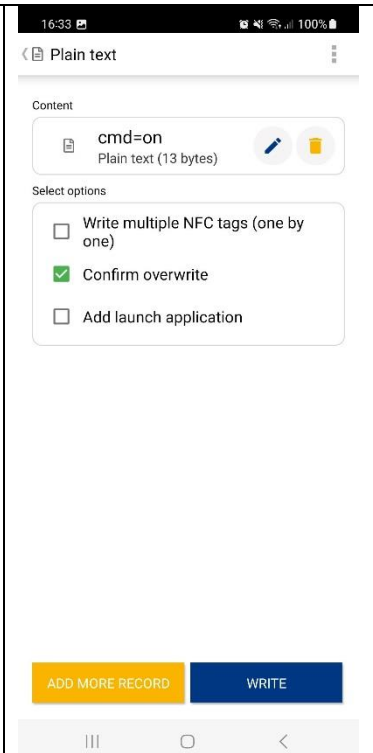 16:33 100%
Plain text
Content
cmd=on
Plain text (13 bytes)
Select options
Write multiple NFC tags (one by
one)
Confirm overwrite
Add launch application
ADD MORE RECORD WRITE